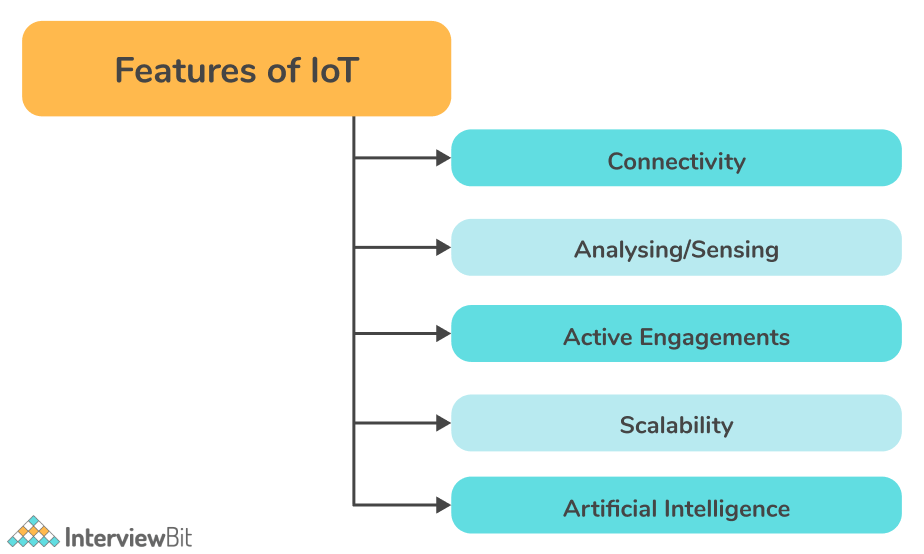 Features of IoT
Connectivity
Analysing/Sensing
Active Engagements
Scalability
Artificial Intelligence
InterviewBit